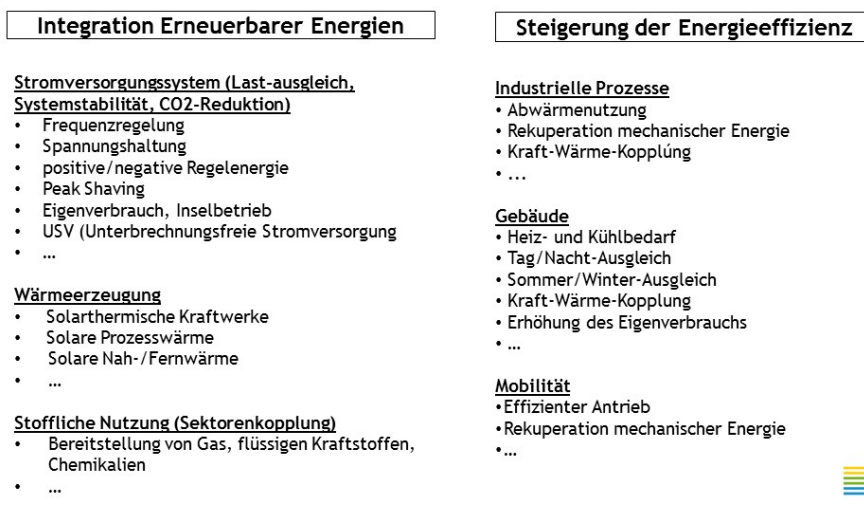 Integration Erneuerbarer Energien
Stromversorgungssystem (Last-ausgleich,
Systemstabilität, CO2-Reduktion)
• Frequenzregelung
• Spannungshaltung
• positive/negative Regelenergie
• Peak Shaving
• Eigenverbrauch, Inselbetrieb
• USV (Unterbrechnungsfreie Stromversorgung
• …
Wärmeerzeugung
• Solarthermische Kraftwerke
• Solare Prozesswärme
• Solare Nah-/Fernwärme
• …
Stoffliche Nutzung (Sektorenkopplung)
• Bereitstellung von Gas, flüssigen Kraftstoffen,
Chemikalien
• …
Steigerung der Energieeffizienz
Industrielle Prozesse
• Abwärmenutzung
• Rekuperation mechanischer Energie
• Kraft-Wärme-Kopplúng
• ...
Gebäude
• Heiz- und Kühlbedarf
• Tag/Nacht-Ausgleich
• Sommer/Winter-Ausgleich
• Kraft-Wärme-Kopplung
• Erhöhung des Eigenverbrauchs
• …
Mobilität
•Effizienter Antrieb
•Rekuperation mechanischer Energie
•…